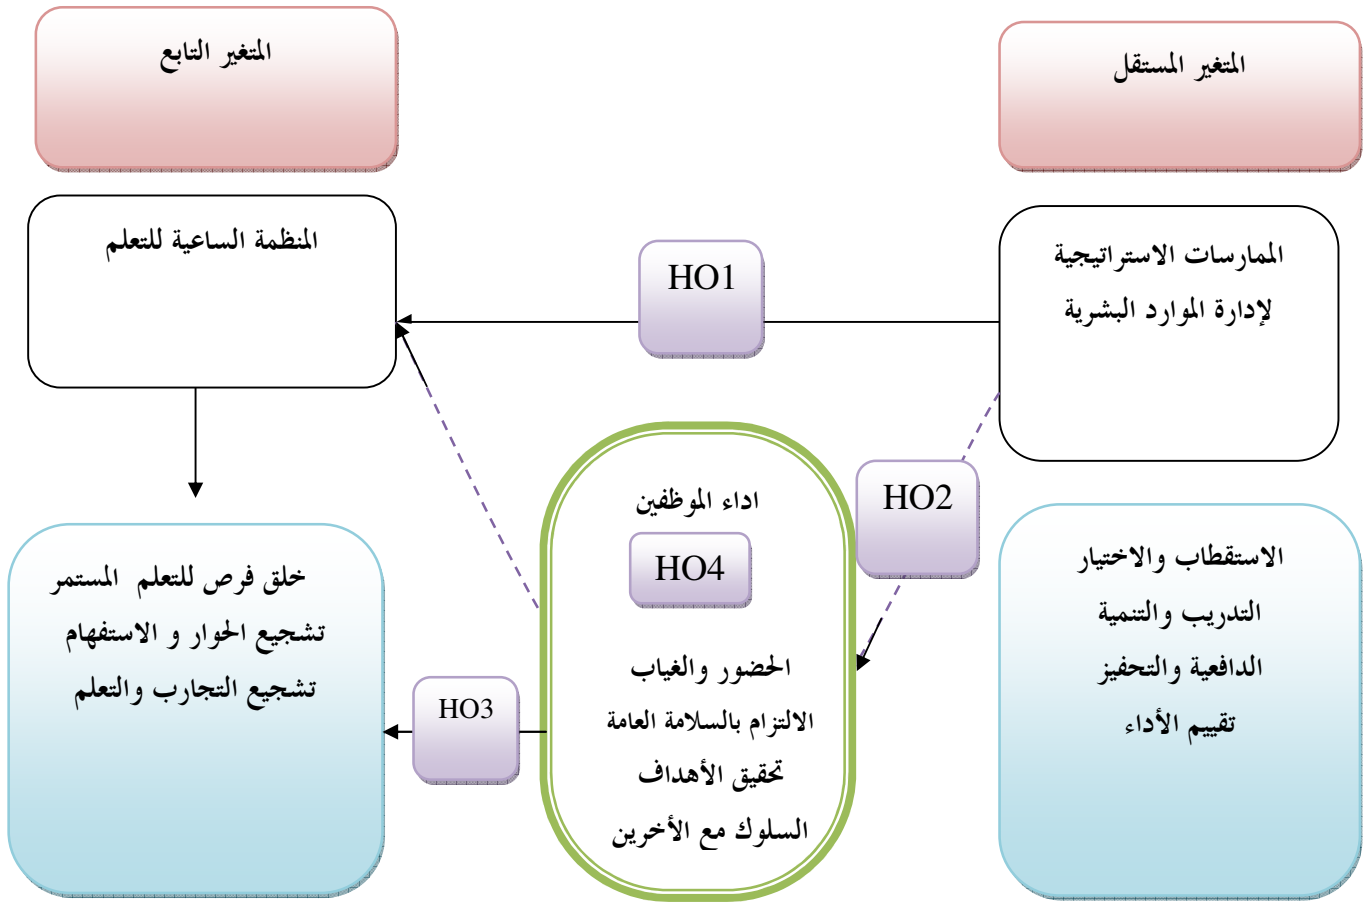 المتغير المستقل
المتغير التابع
الممارسات الاستراتيجية
لإدارة الموارد البشرية
HO1
المنظمة الساعية للتعلم
HO2
اداء الموظفين
HO4
الحضور والغياب
الالتزام بالسلامة العامة
تحقيق الأهداف
السلوك مع الأخرين
الاستقطاب والاختيار
التدريب والتنمية
الدافعية والتحفيز
تقييم الأداء
HO3
خلق فرص للتعلم المستمر
تشجيع الحوار و الاستفهام
تشجيع التجارب والتعلم